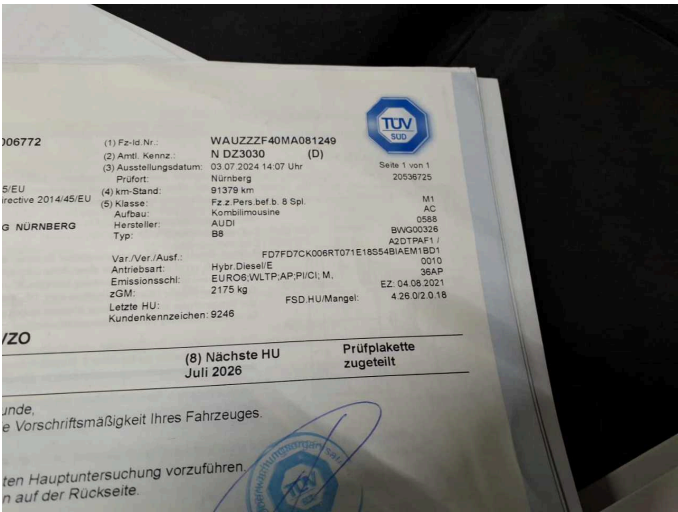 TÜV
SÜD
006772
(1) Fz-Id.Nr.: WAUZZZF40MA081249
(2) Amtl. Kennz.: N DZ3030 (D)
(3) Ausstellungsdatum: 03.07.2024 14:07 Uhr Seite 1 von 1
Prüfort: Nürnberg 20536725
5/EU (4) km-Stand: 91379 km
irective 2014/45/EU (5) Klasse: Fz.z.Pers.bef.b. 8 Spl. M1
Aufbau: Kombilimousine AC
G NÜRNBERG Hersteller: AUDI 0588
Typ: B8 BWG00326
A2DTPAF1 /
Var./Ver./Ausf.: FD7FD7CK006RT071E18S54BIAEM1BD1
Antriebsart: Hybr.Diesel/E 0010
Emissionsschl: EURO6;WLTP;AP;PI/CI; M, 36AP
zGM: 2175 kg EZ: 04.08.2021
Letzte HU: FSD.HU/Mangel: 4.26.0/2.0.18
Kundenkennzeichen: 9246
VZO
(8) Nächste HU Prüfplakette
Juli 2026 zugeteilt
unde,
e Vorschriftsmäßigkeit Ihres Fahrzeuges.
ten Hauptuntersuchung vorzuführen.
n auf der Rückseite.
TÜV